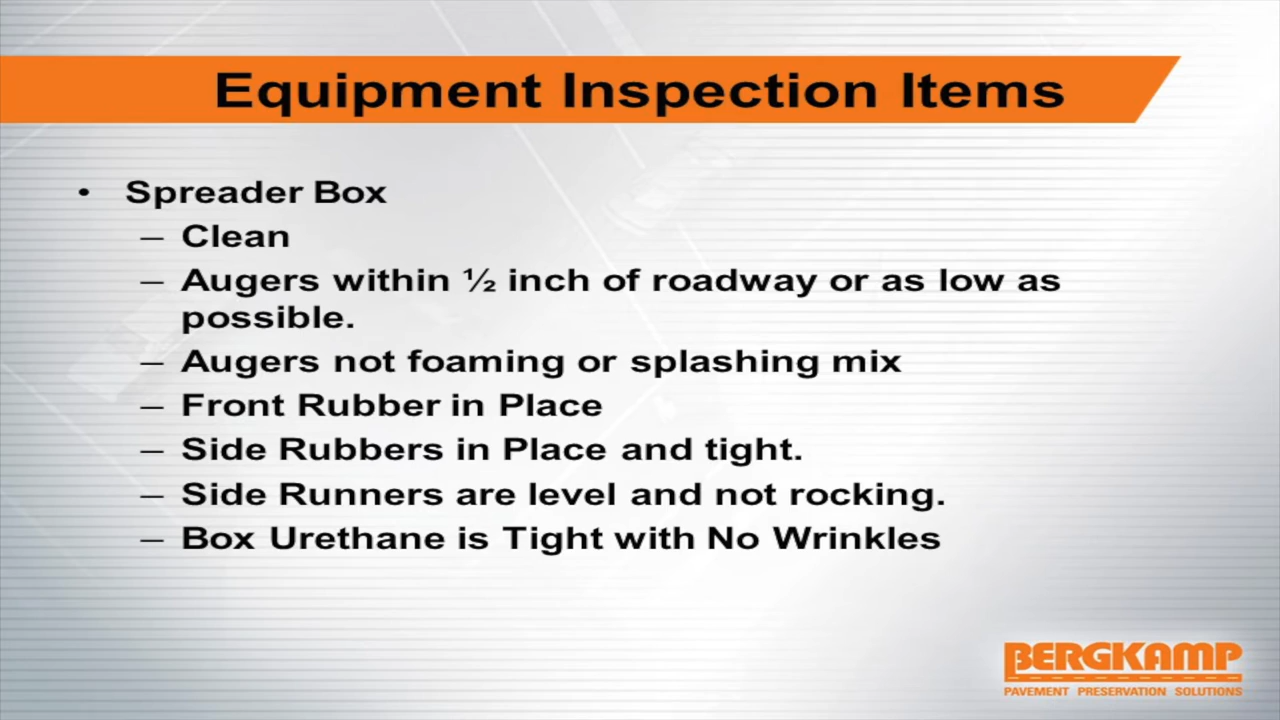 Equipment Inspection Items
• Spreader Box
– Clean
– Augers within ½ inch of roadway or as low as
possible.
– Augers not foaming or splashing mix
– Front Rubber in Place
– Side Rubbers in Place and tight.
– Side Runners are level and not rocking.
– Box Urethane is Tight with No Wrinkles
BERGKAMP
PAVEMENT PRESERVATION SOLUTIONS